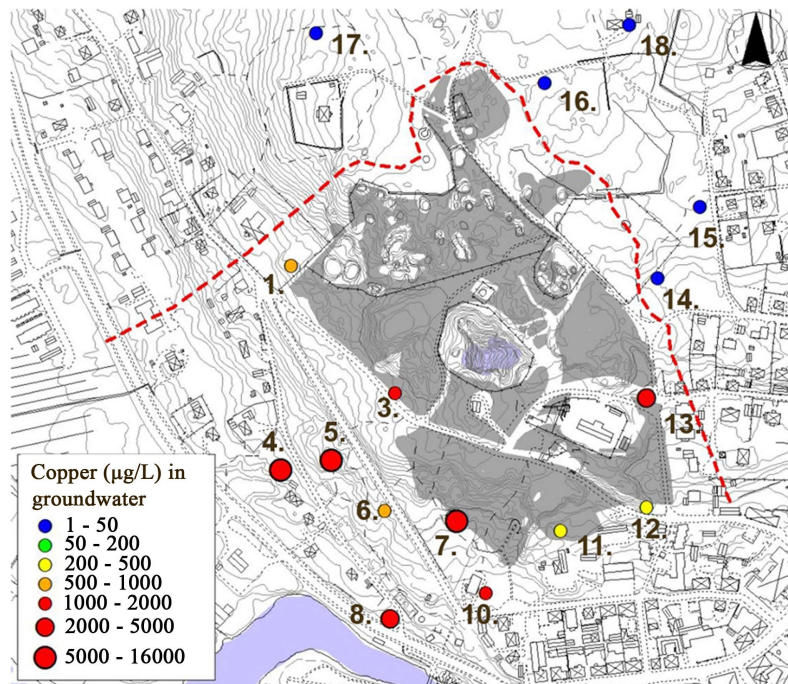 17.
18.
16.
15.
1.
14.
3.
13.
5.
4.
6.
12.
7.
11.
10.
8.
Copper (µg/L) in
groundwater
1 - 50
50 - 200
200 - 500
500 - 1000
1000 - 2000
2000 - 5000
5000 - 16000